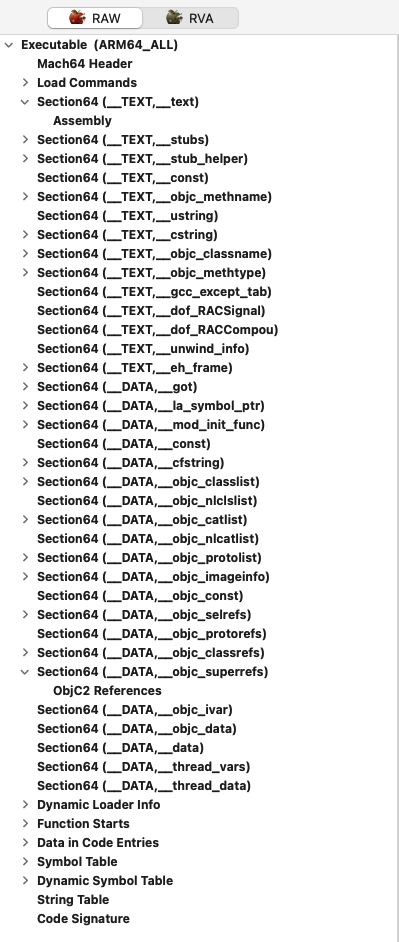 RAW RVA
Executable (ARM64_ALL)
Mach64 Header
Load Commands
Section64 (__TEXT,__text)
Assembly
Section64 (__TEXT,__stubs)
Section64 (__TEXT,__stub_helper)
Section64 (__TEXT,__const)
Section64 (__TEXT,__objc_methname)
Section64 (__TEXT,__ustring)
Section64 (__TEXT,__cstring)
Section64 (__TEXT,__objc_classname)
Section64 (__TEXT,__objc_methtype)
Section64 (__TEXT,__gcc_except_tab)
Section64 (__TEXT,__dof_RACSignal)
Section64 (__TEXT,__dof_RACCompou)
Section64 (__TEXT,__unwind_info)
Section64 (__TEXT,__eh_frame)
Section64 (__DATA,__got)
Section64 (__DATA,__la_symbol_ptr)
Section64 (__DATA,__mod_init_func)
Section64 (__DATA,__const)
Section64 (__DATA,__cfstring)
Section64 (__DATA,__objc_classlist)
Section64 (__DATA,__objc_nlclslist)
Section64 (__DATA,__objc_catlist)
Section64 (__DATA,__objc_nlcatlist)
Section64 (__DATA,__objc_protolist)
Section64 (__DATA,__objc_imageinfo)
Section64 (__DATA,__objc_const)
Section64 (__DATA,__objc_selrefs)
Section64 (__DATA,__objc_protorefs)
Section64 (__DATA,__objc_classrefs)
Section64 (__DATA,__objc_superrefs)
ObjC2 References
Section64 (__DATA,__objc_ivar)
Section64 (__DATA,__objc_data)
Section64 (__DATA,__data)
Section64 (__DATA,__thread_vars)
Section64 (__DATA,__thread_data)
Dynamic Loader Info
Function Starts
Data in Code Entries
Symbol Table
Dynamic Symbol Table
String Table
Code Signature